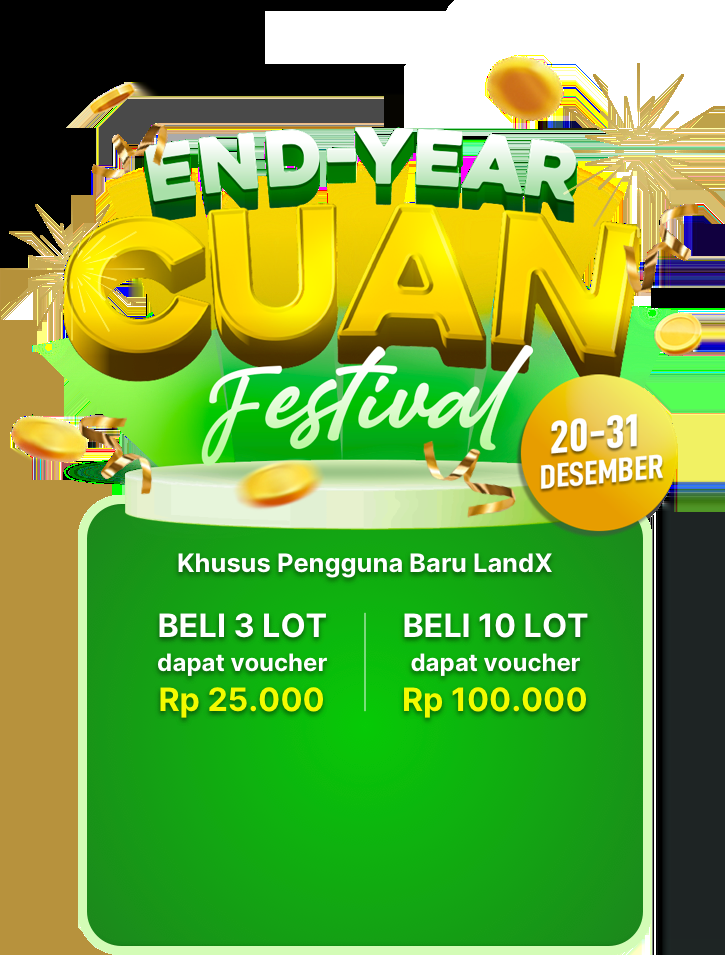 END-YEAR
CUAN
Festival
20-31
DESEMBER
Khusus Pengguna Baru LandX
BELI 3 LOT
dapat voucher
Rp 25.000
BELI 10 LOT
dapat voucher
Rp 100.000